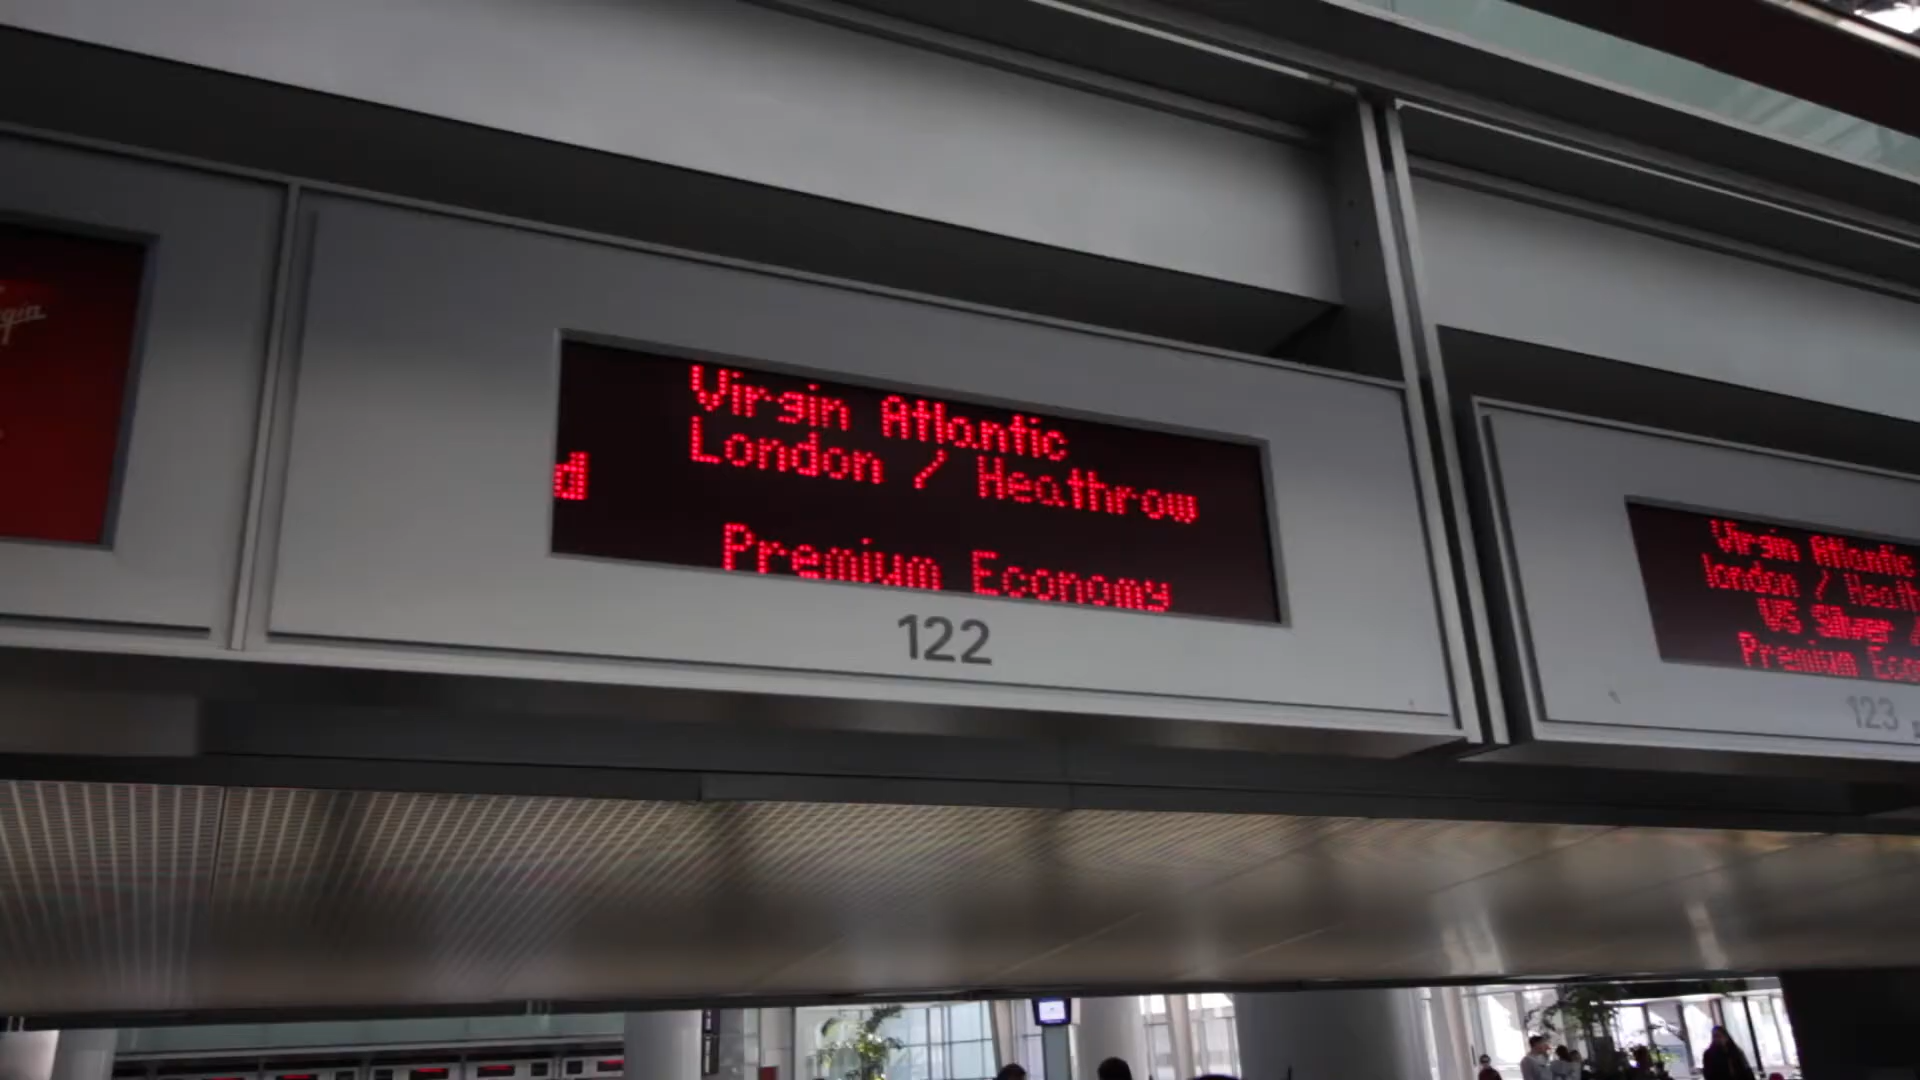 Virgin Atlantic
London / Heathrow
d
Premium Economy
122
Virgin Atlantic
london / Heath
VS Silver /
Premium Eco
123